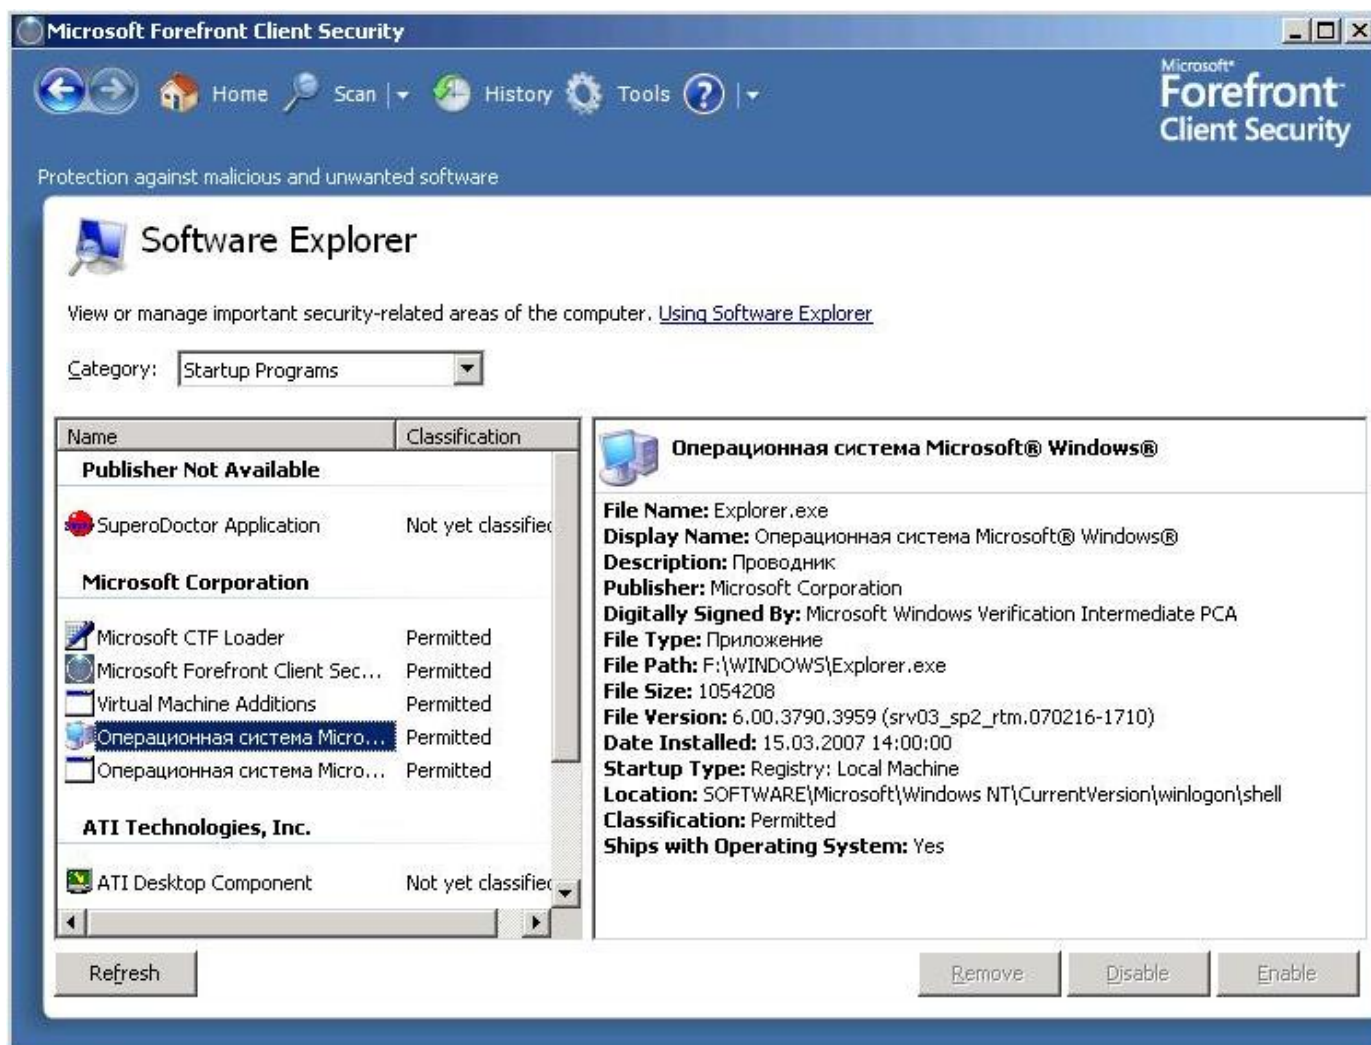 Microsoft Forefront Client Security
Home Scan History Tools ?
Microsoft®
Forefront™
Client Security
Protection against malicious and unwanted software
Software Explorer
View or manage important security-related areas of the computer. Using Software Explorer
Category: Startup Programs
Name Classification
Publisher Not Available
SuperoDoctor Application Not yet classified
Microsoft Corporation
Microsoft CTF Loader Permitted
Microsoft Forefront Client Sec... Permitted
Virtual Machine Additions Permitted
Операционная система Micro... Permitted
Операционная система Micro... Permitted
ATI Technologies, Inc.
ATI Desktop Component Not yet classified
Операционная система Microsoft® Windows®
File Name: Explorer.exe
Display Name: Операционная система Microsoft® Windows®
Description: Проводник
Publisher: Microsoft Corporation
Digitally Signed By: Microsoft Windows Verification Intermediate PCA
File Type: Приложение
File Path: F:\WINDOWS\Explorer.exe
File Size: 1054208
File Version: 6.00.3790.3959 (srv03_sp2_rtm.070216-1710)
Date Installed: 15.03.2007 14:00:00
Startup Type: Registry: Local Machine
Location: SOFTWARE\Microsoft\Windows NT\CurrentVersion\winlogon\shell
Classification: Permitted
Ships with Operating System: Yes
Refresh Remove Disable Enable